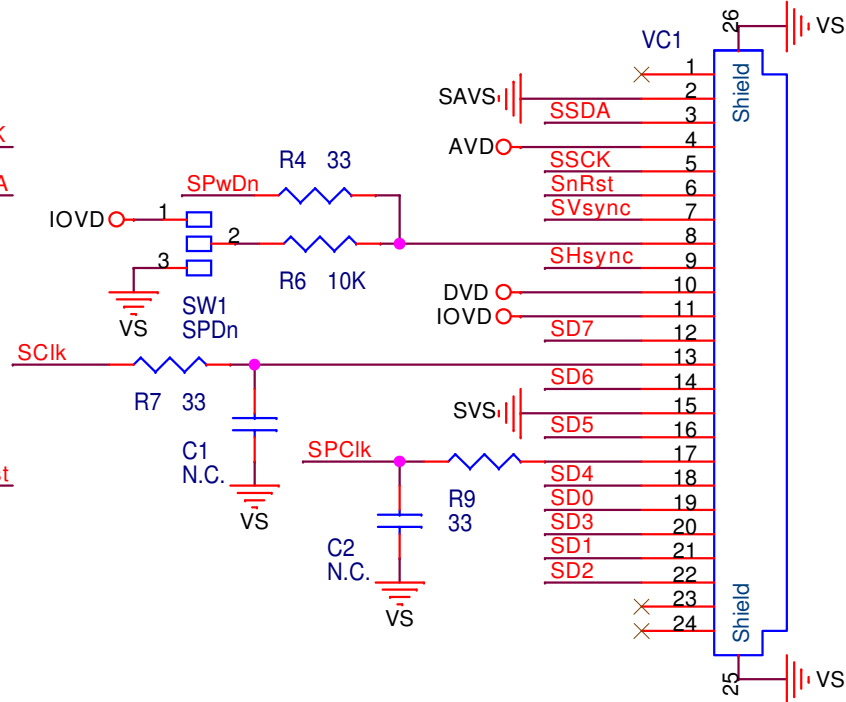 26
VS
VC1
1
Shield
SAVS
2
SSDA
3
K
AVD
4
R4 33
SSCK
5
A
SPwDn
SnRst
6
IOVD
1
SVsync
7
2
8
3
SHsync
9
R6 10K
DVD
10
SW1
IOVD
11
VS
SPDn
SD7
12
SClk
13
SD6
14
R7 33
SVS
15
SD5
16
C1
SPClk
17
N.C.
SD4
18
st
R9
SD0
19
VS
33
SD3
20
C2
SD1
21
N.C.
SD2
22
Shield
23
VS
24
25
VS